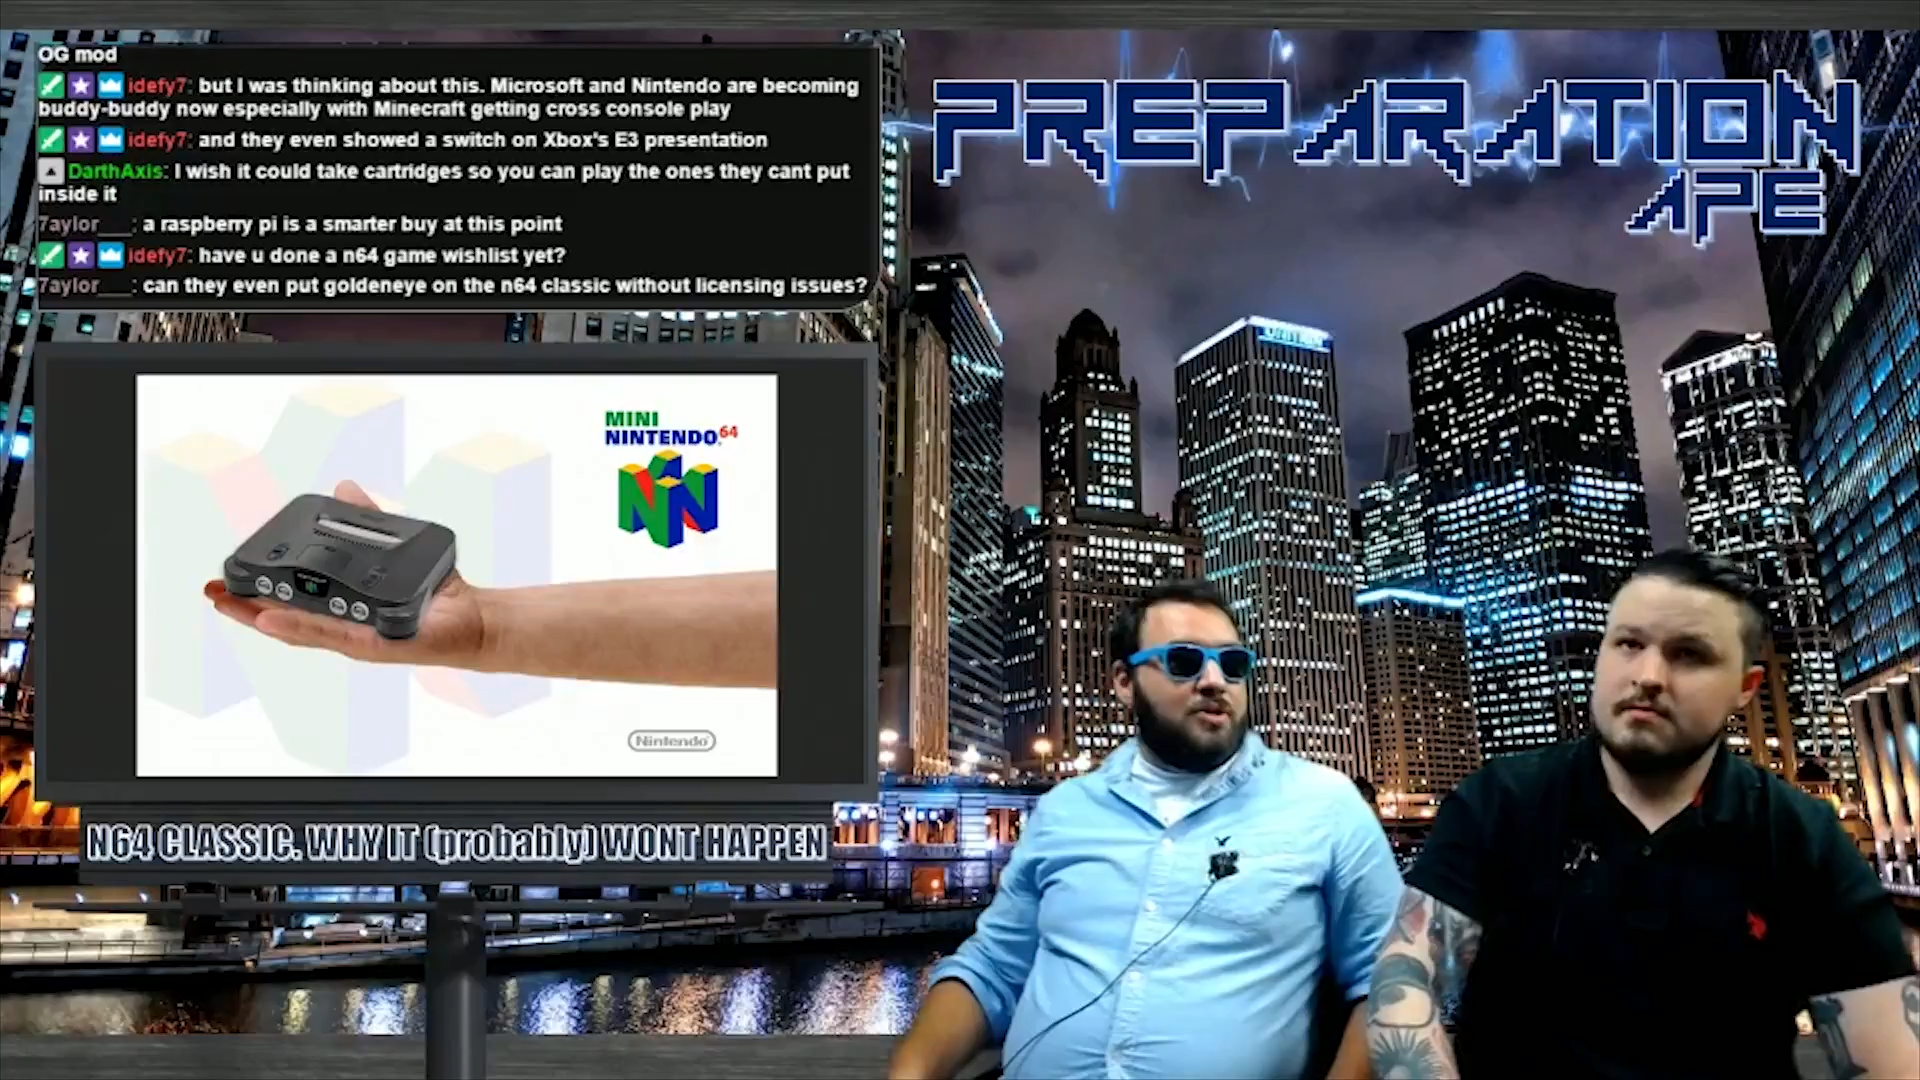 OG mod
idefy7: but I was thinking about this. Microsoft and Nintendo are becoming
buddy-buddy now especially with Minecraft getting cross console play
idefy7: and they even showed a switch on Xbox's E3 presentation
DarthAxis: I wish it could take cartridges so you can play the ones they cant put
inside it
7aylor___: a raspberry pi is a smarter buy at this point
idefy7: have u done a n64 game wishlist yet?
7aylor___: can they even put goldeneye on the n64 classic without licensing issues?
PREPARATION
APE
MINI
NINTENDO64
Nintendo
N64 CLASSIC. WHY IT (probably) WONT HAPPEN